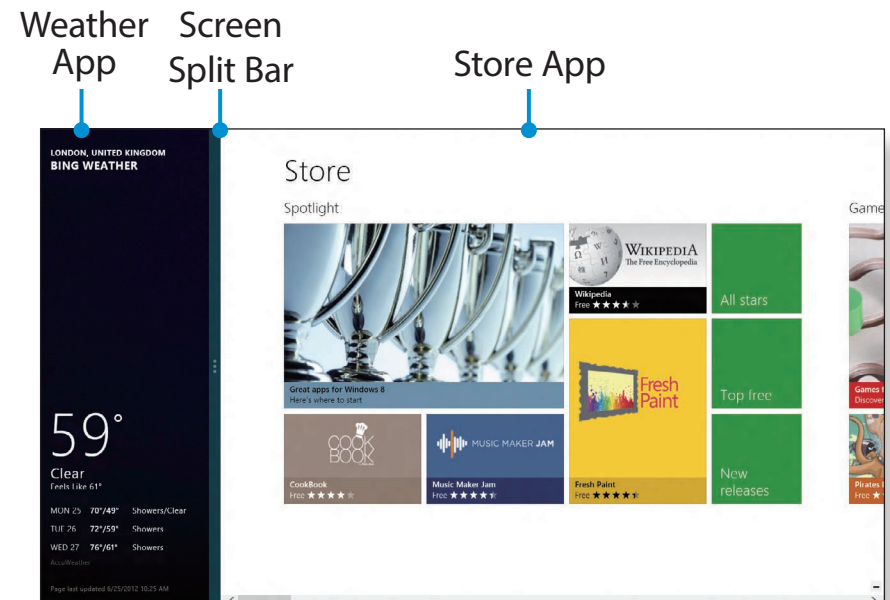 Weather App
Screen Split Bar
Store App
LONDON, UNITED KINGDOM
BING WEATHER
59°
Clear
Feels Like 61°
MON 25 70°/49° Showers/Clear
TUE 26 72°/59° Showers
WED 27 76°/61° Showers
AccuWeather
Page last updated 6/25/2012 10:25 AM
Store
Spotlight
Great apps for Windows 8
Here's where to start
WIKIPEDIA
The Free Encyclopedia
Wikipedia
Free ★★★★★
All stars
Fresh Paint
Fresh Paint
Free ★★★★★
Top free
New releases
COOK BOOK
CookBook
Free ★★★★★
MUSIC MAKER JAM
Music Maker Jam
Free ★★★★★
Game
Games f
Discover
Pirates l
Free ★